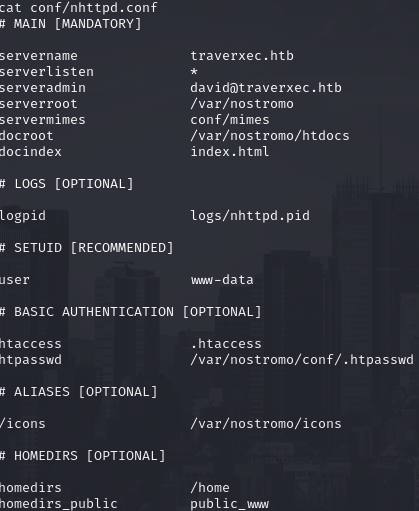 cat conf/nhttpd.conf
# MAIN [MANDATORY]
servername traverxec.htb
serverlisten *
serveradmin david@traverxec.htb
serverroot /var/nostromo
servermimes conf/mimes
docroot /var/nostromo/htdocs
docindex index.html
# LOGS [OPTIONAL]
logpid logs/nhttpd.pid
# SETUID [RECOMMENDED]
user www-data
# BASIC AUTHENTICATION [OPTIONAL]
htaccess .htaccess
htpasswd /var/nostromo/conf/.htpasswd
# ALIASES [OPTIONAL]
/icons /var/nostromo/icons
# HOMEDIRS [OPTIONAL]
homedirs /home
homedirs_public public_www